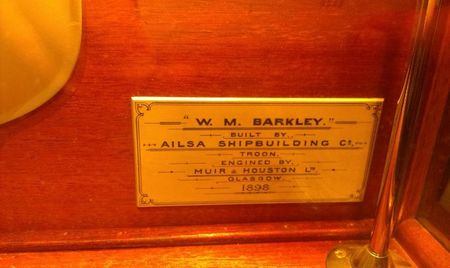 "W. M. BARKLEY."
BUILT BY
AILSA SHIPBUILDING Co.
TROON.
ENGINED BY
MUIR & HOUSTON LD.
GLASGOW.
1898